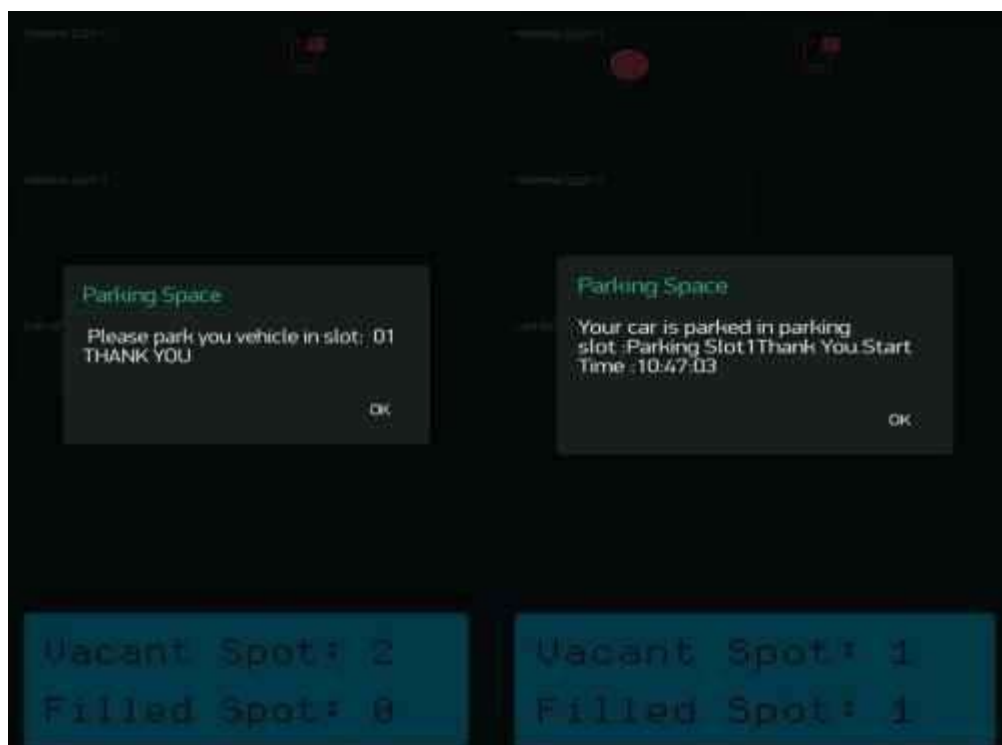 Parking Space
Please park you vehicle in slot: 01
THANK YOU
OK
Vacant Spot: 2
Filled Spot: 0
Parking Space
Your car is parked in parking
slot :Parking Slot1Thank You.Start
Time :10:47:03
OK
Vacant Spot: 1
Filled Spot: 1